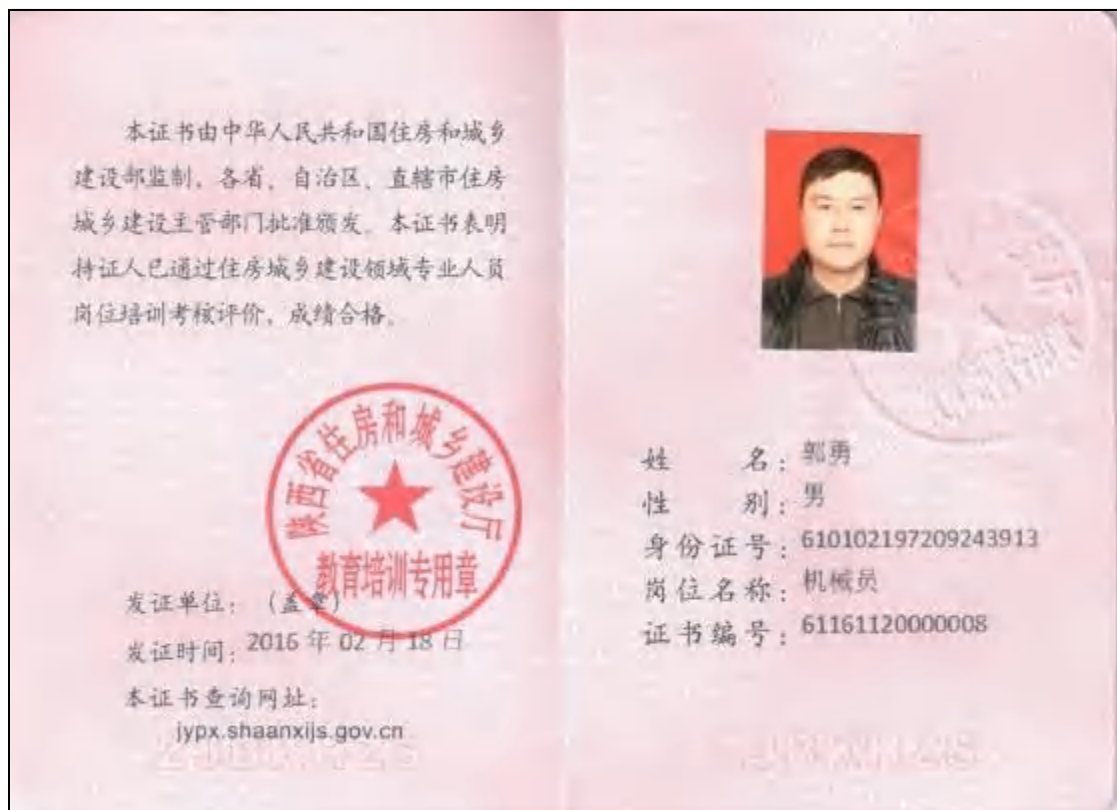 本证书由中华人民共和国住房和城乡
建设部监制，各省、自治区、直辖市住房
城乡建设主管部门批准颁发。本证书表明
持证人已通过住房城乡建设领域专业人员
岗位培训考核评价，成绩合格。
陕西省住房和城乡建设厅
教育培训专用章
发证单位：（盖章）
发证时间：2016 年 02 月 18 日
本证书查询网址：
jypx.shaanxijs.gov.cn
姓 名：郭勇
性 别：男
身份证号：610102197209243913
岗位名称：机械员
证书编号：61161120000008